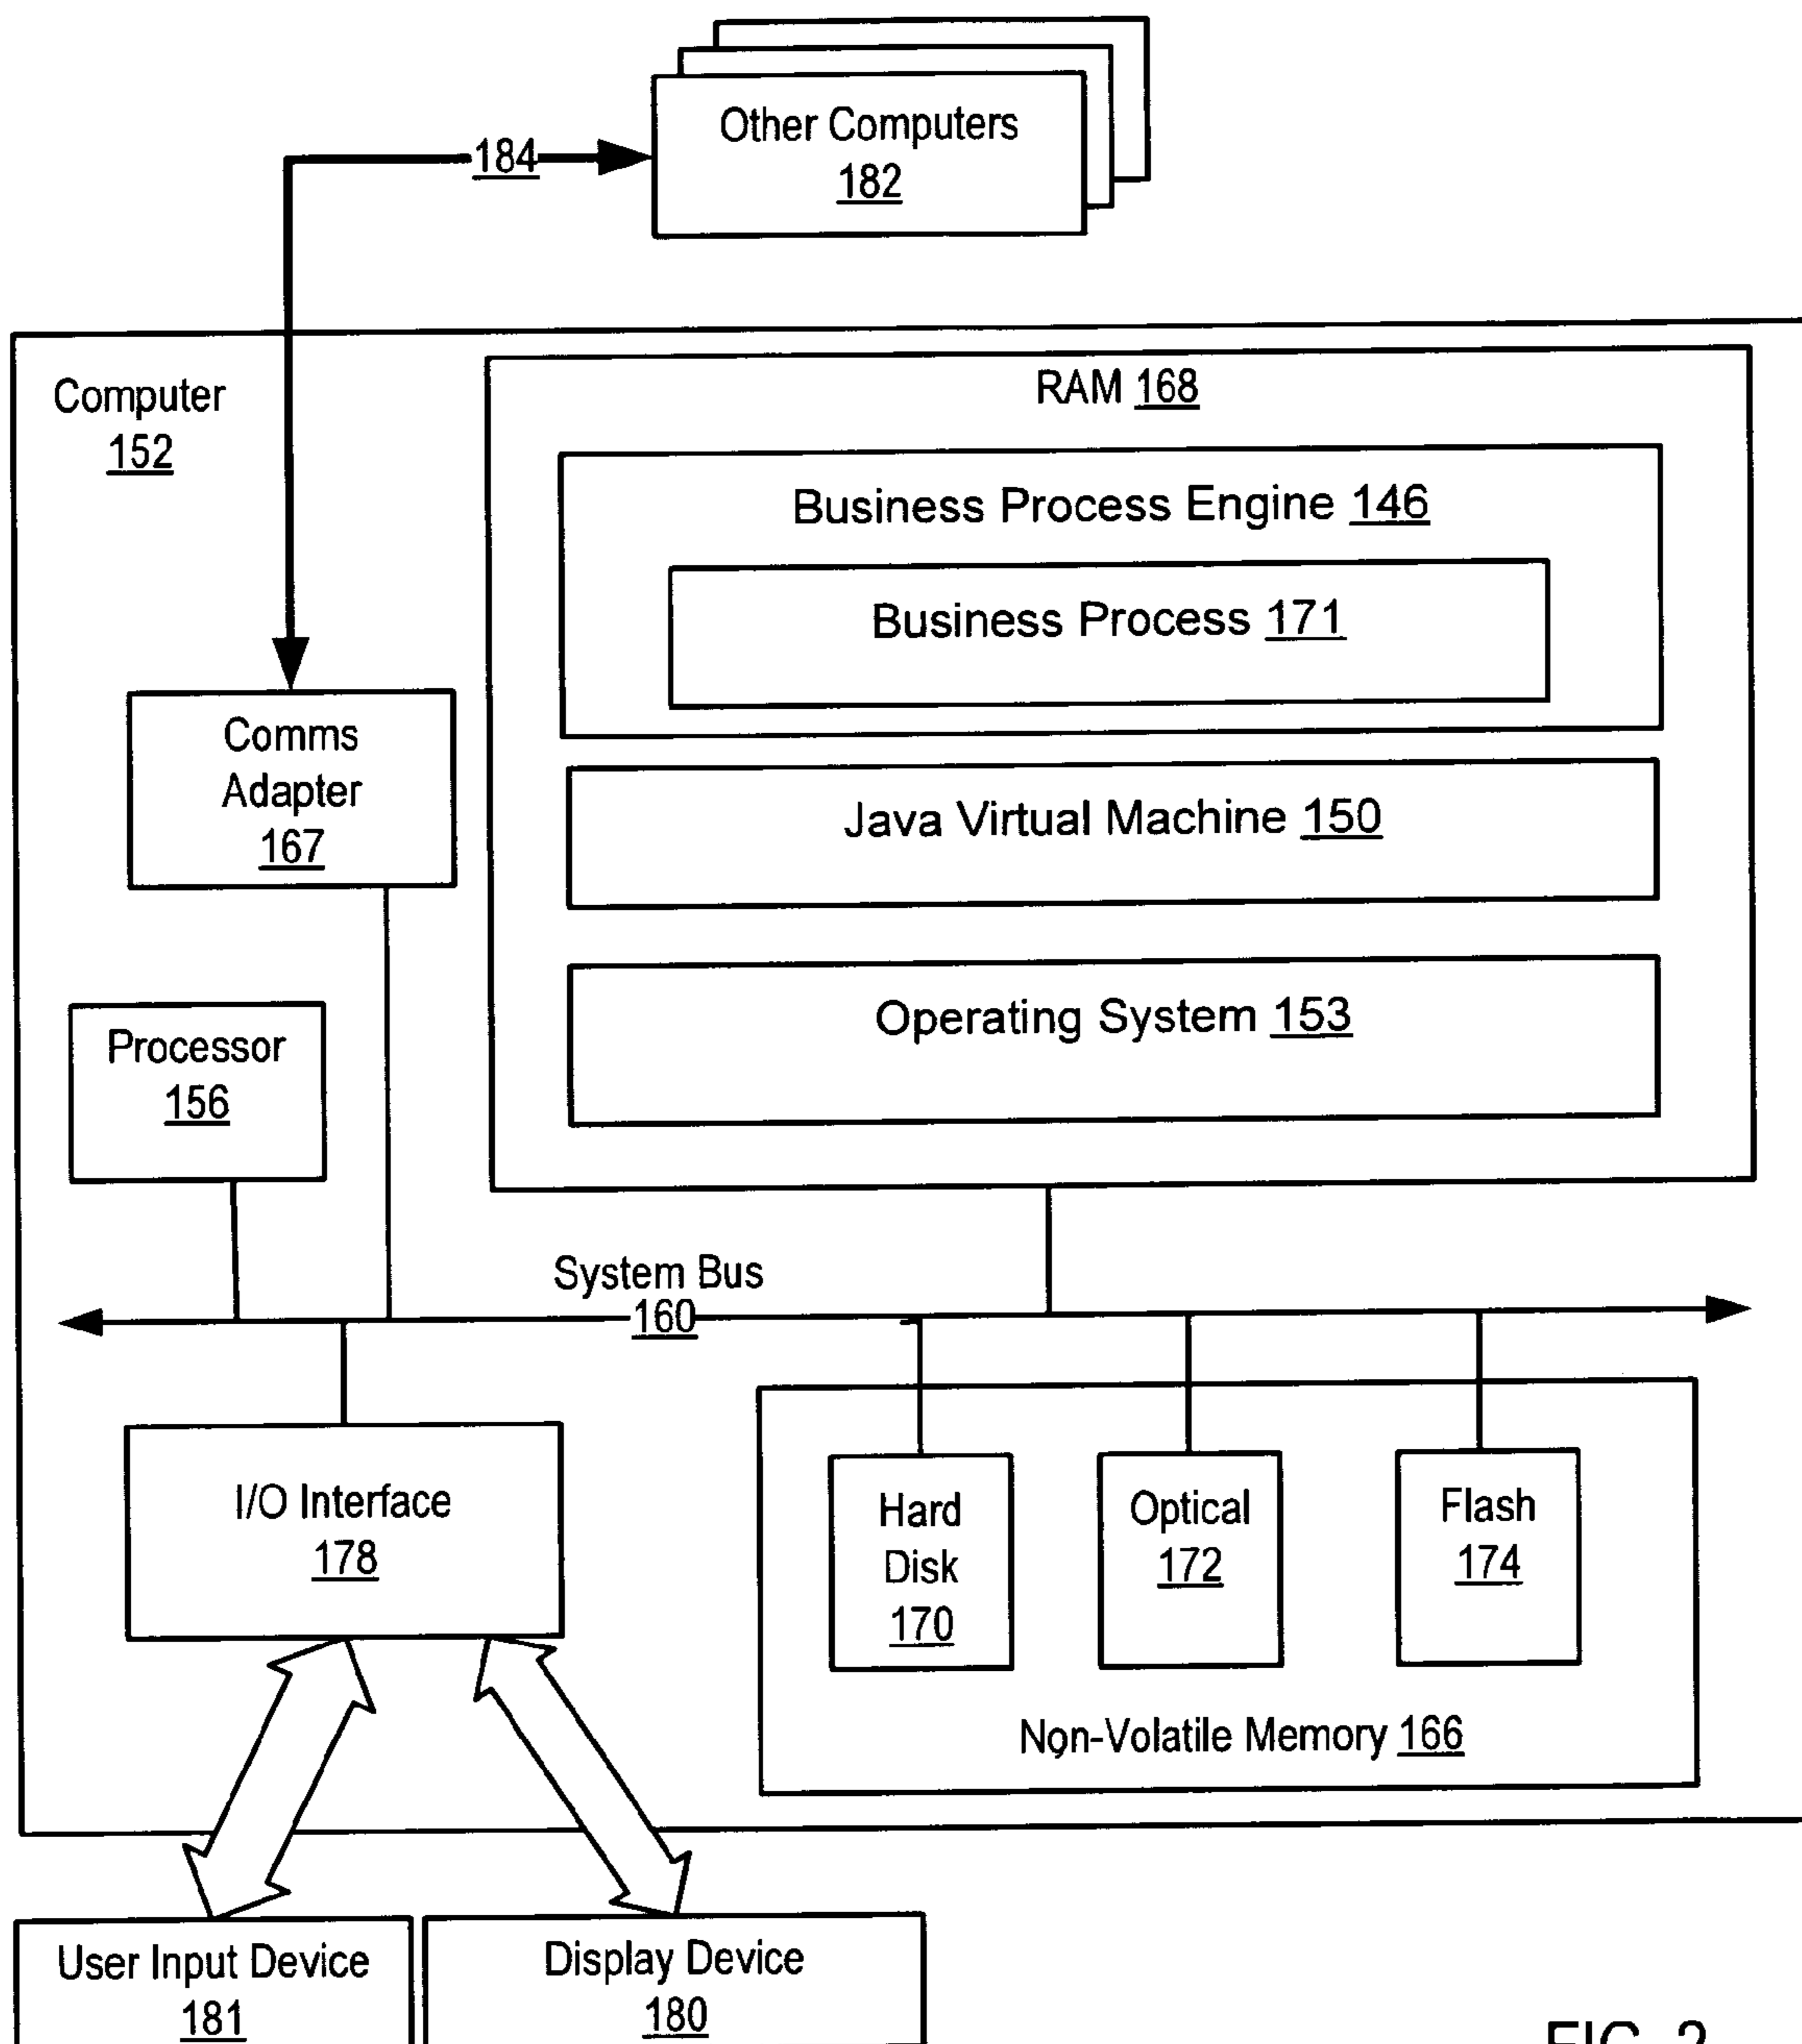 Other Computers
182
184
Computer
152
RAM 168
Business Process Engine 146
Business Process 171
Comms
Adapter
167
Java Virtual Machine 150
Operating System 153
Processor
156
System Bus
160
I/O Interface
178
Hard
Disk
170
Optical
172
Flash
174
Non-Volatile Memory 166
User Input Device
181
Display Device
180
FIG. 2